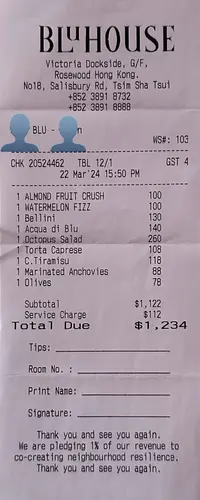 BLUHOUSE
Victoria Dockside, G/F,
Rosewood Hong Kong.
No18, Salisbury Rd, Tsim Sha Tsui
+852 3891 8732
+852 3891 8888
BLU -
WS#: 103
CHK 20524462 TBL 12/1 GST 4
22 Mar'24 15:50 PM
1 ALMOND FRUIT CRUSH 100
1 WATERMELON FIZZ 100
1 Bellini 130
1 Acqua di Blu 140
1 Octopus Salad 260
1 Torta Caprese 108
1 C.Tiramisu 118
1 Marinated Anchovies 88
1 Olives 78
Subtotal $1,122
Service Charge $112
Total Due $1,234
Tips:
Room No. :
Print Name:
Signature:
Thank you and see you again.
We are pledging 1% of our revenue to
co-creating neighbourhood resilience.
Thank you and see you again.